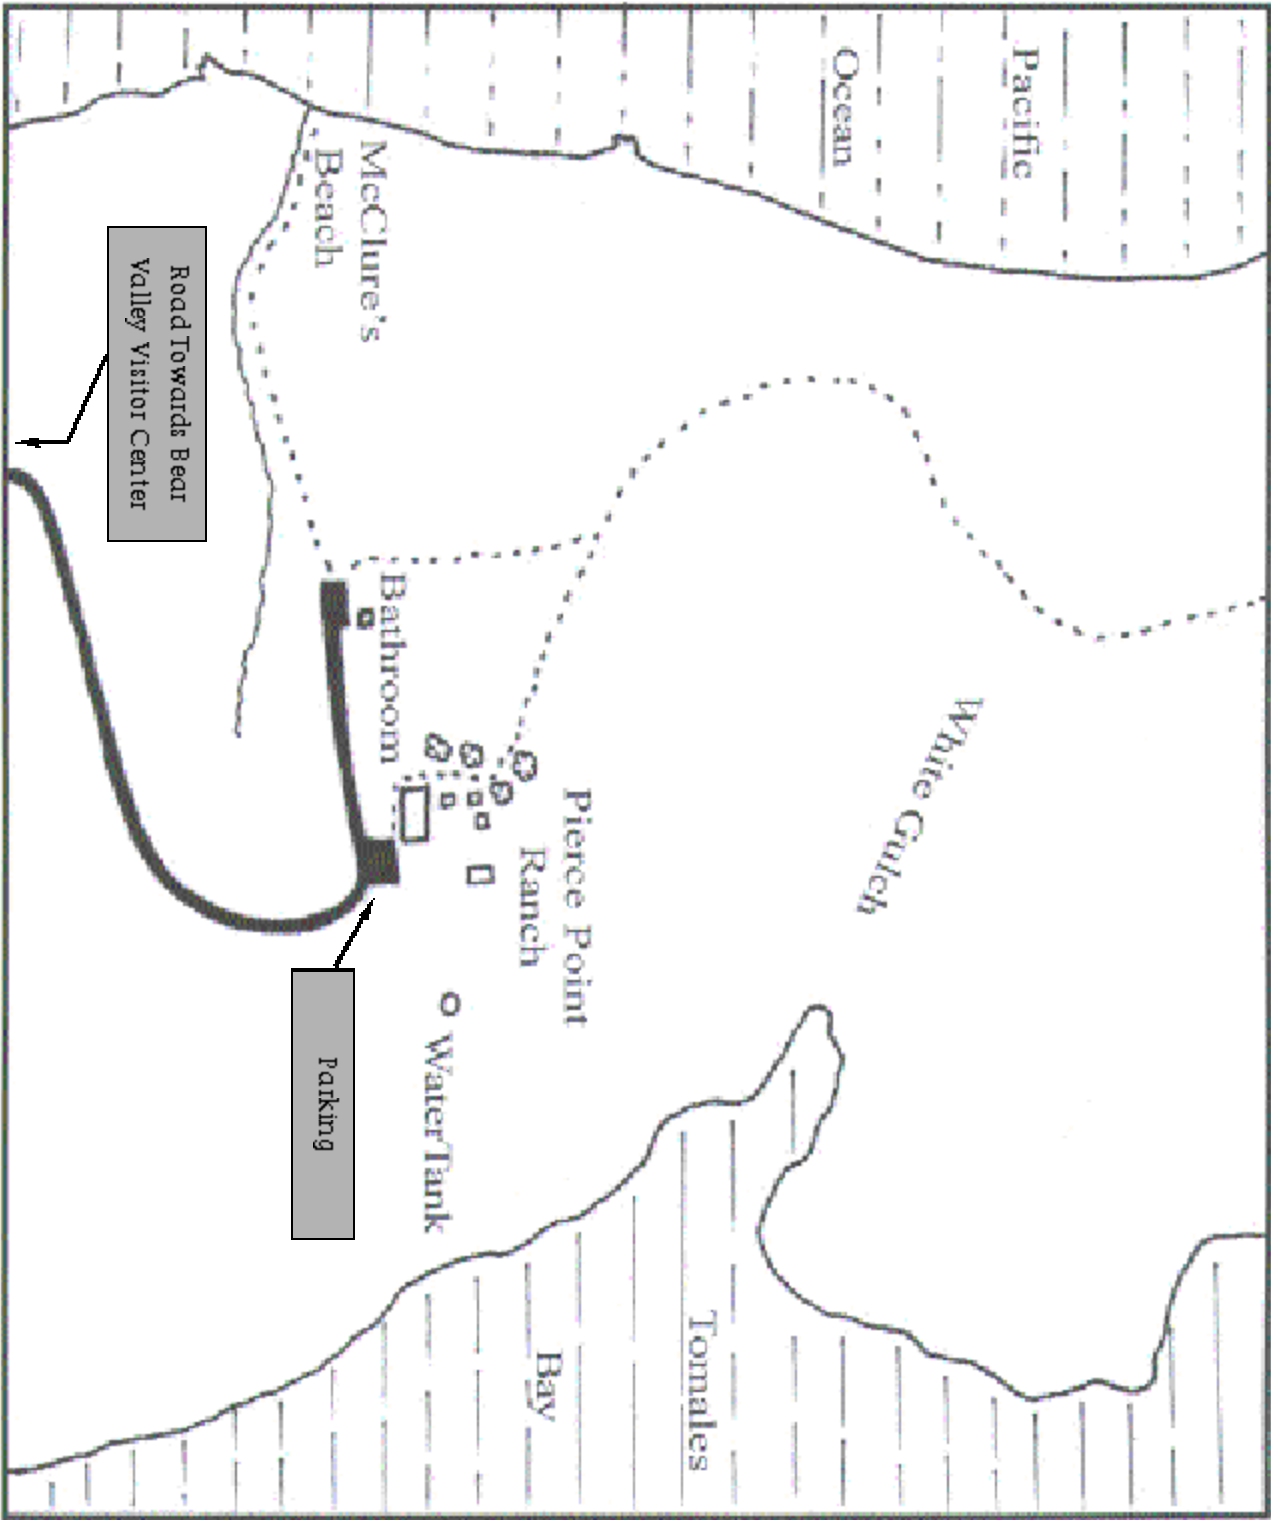 Pacific
Ocean
McClure's
Beach
Road Towards Bear
Valley Visitor Center
Bathroom
White Gulch
Pierce Point
Ranch
Parking
Water Tank
Tomales
Bay